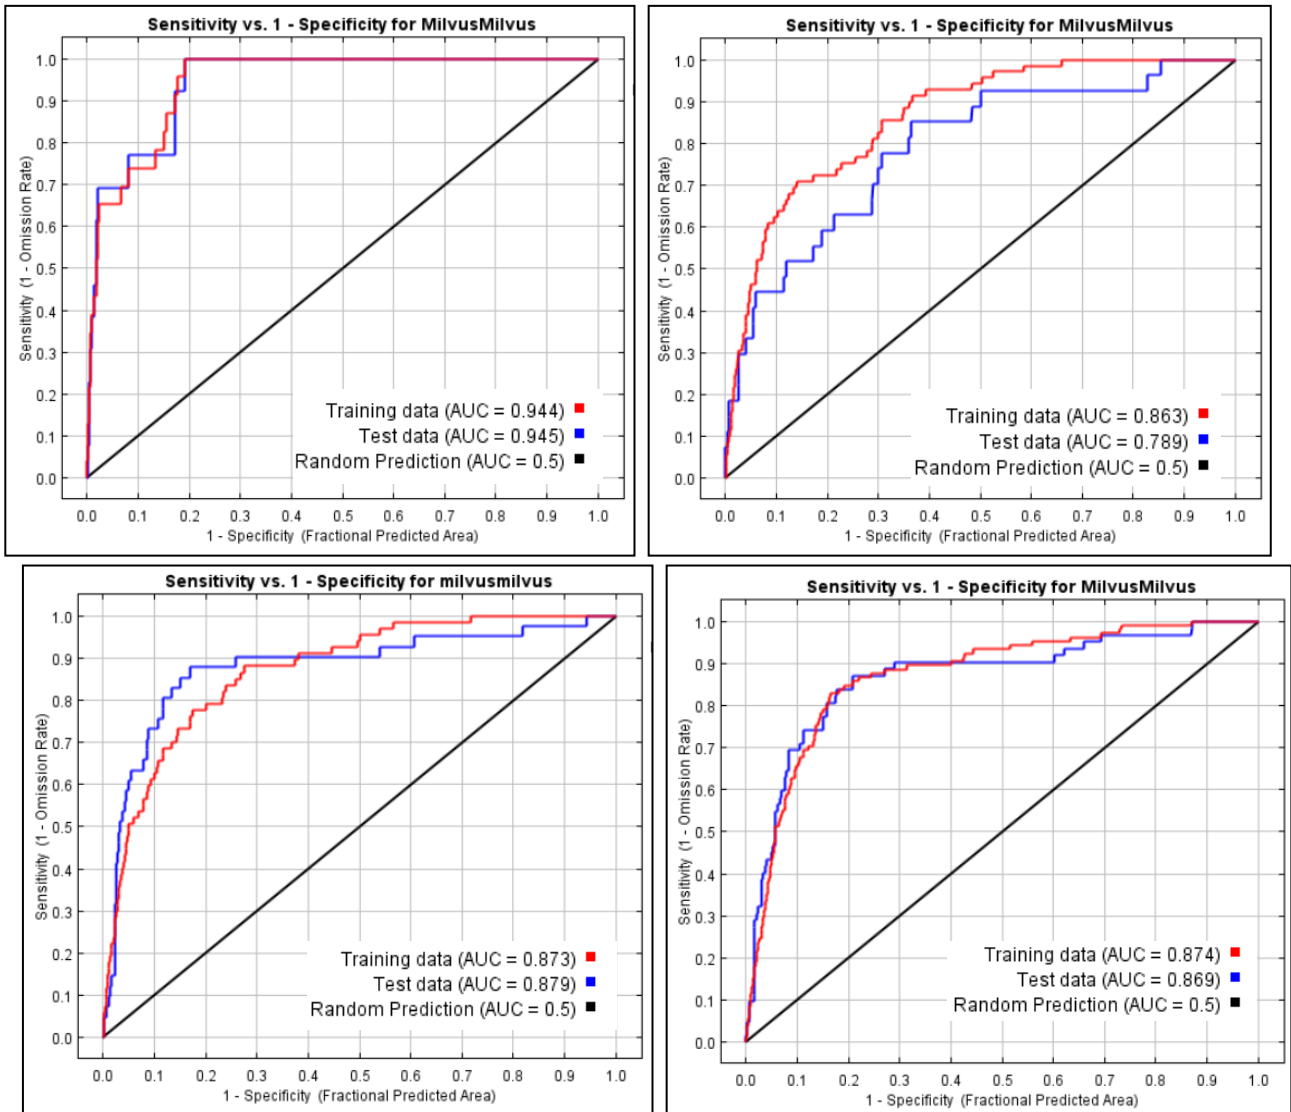 Sensitivity vs. 1 - Specificity for MilvusMilvus
Sensitivity (1 - Omission Rate)
1.0
0.9
0.8
0.7
0.6
0.5
0.4
0.3
0.2
0.1
0.0
Training data (AUC = 0.944)
Test data (AUC = 0.945)
Random Prediction (AUC = 0.5)
0.0 0.1 0.2 0.3 0.4 0.5 0.6 0.7 0.8 0.9 1.0
1 - Specificity (Fractional Predicted Area)
Sensitivity vs. 1 - Specificity for MilvusMilvus
Sensitivity (1 - Omission Rate)
1.0
0.9
0.8
0.7
0.6
0.5
0.4
0.3
0.2
0.1
0.0
Training data (AUC = 0.863)
Test data (AUC = 0.789)
Random Prediction (AUC = 0.5)
0.0 0.1 0.2 0.3 0.4 0.5 0.6 0.7 0.8 0.9 1.0
1 - Specificity (Fractional Predicted Area)
Sensitivity vs. 1 - Specificity for milvusmilvus
Sensitivity (1 - Omission Rate)
1.0
0.9
0.8
0.7
0.6
0.5
0.4
0.3
0.2
0.1
0.0
Training data (AUC = 0.873)
Test data (AUC = 0.879)
Random Prediction (AUC = 0.5)
0.0 0.1 0.2 0.3 0.4 0.5 0.6 0.7 0.8 0.9 1.0
1 - Specificity (Fractional Predicted Area)
Sensitivity vs. 1 - Specificity for MilvusMilvus
Sensitivity (1 - Omission Rate)
1.0
0.9
0.8
0.7
0.6
0.5
0.4
0.3
0.2
0.1
0.0
Training data (AUC = 0.874)
Test data (AUC = 0.869)
Random Prediction (AUC = 0.5)
0.0 0.1 0.2 0.3 0.4 0.5 0.6 0.7 0.8 0.9 1.0
1 - Specificity (Fractional Predicted Area)